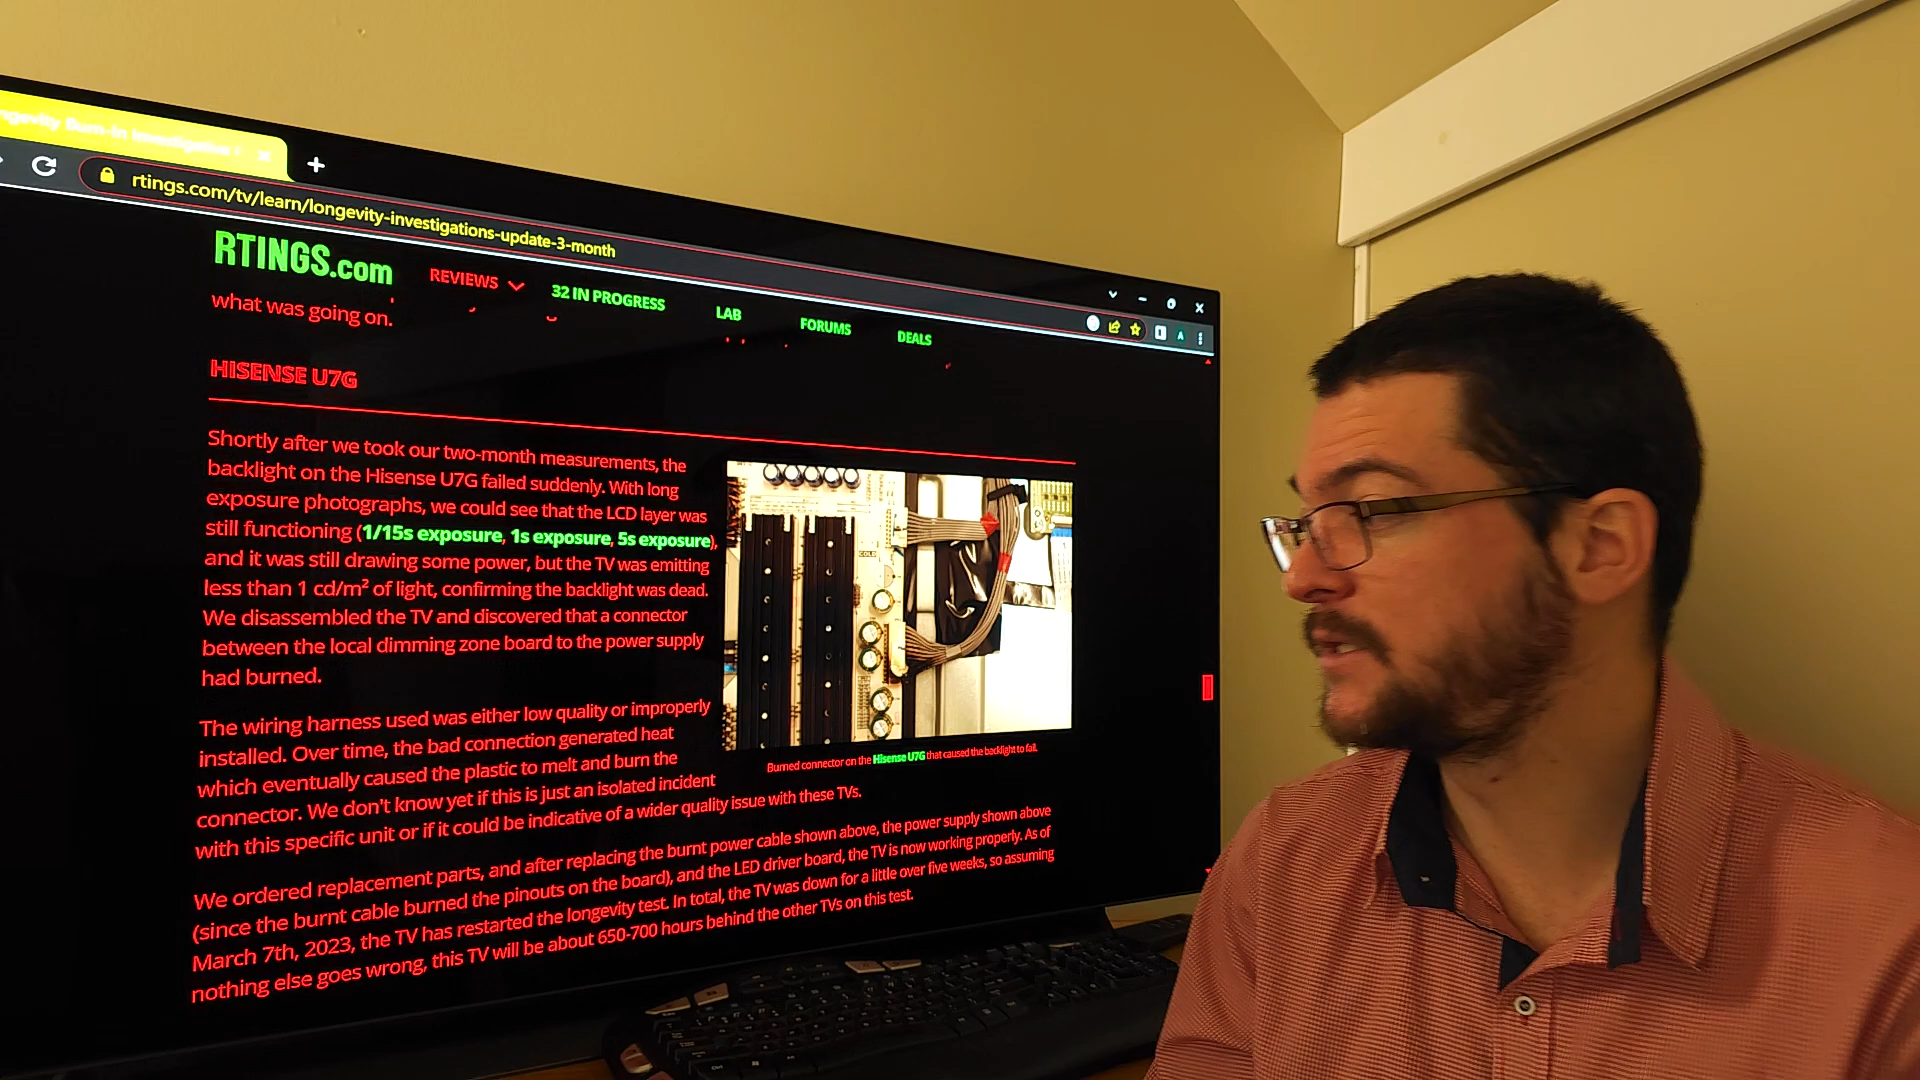 ngevity Burn-In Investigative
rtings.com/tv/learn/longevity-investigations-update-3-month
RTINGS.com
REVIEWS
32 IN PROGRESS
LAB
FORUMS
DEALS
what was going on.
HISENSE U7G
Shortly after we took our two-month measurements, the
backlight on the Hisense U7G failed suddenly. With long
exposure photographs, we could see that the LCD layer was
still functioning (1/15s exposure, 1s exposure, 5s exposure),
and it was still drawing some power, but the TV was emitting
less than 1 cd/m² of light, confirming the backlight was dead.
We disassembled the TV and discovered that a connector
between the local dimming zone board to the power supply
had burned.
COLD
Burned connector on the Hisense U7G that caused the backlight to fail.
The wiring harness used was either low quality or improperly
installed. Over time, the bad connection generated heat
which eventually caused the plastic to melt and burn the
connector. We don't know yet if this is just an isolated incident
with this specific unit or if it could be indicative of a wider quality issue with these TVs.
We ordered replacement parts, and after replacing the burnt power cable shown above, the power supply shown above
(since the burnt cable burned the pinouts on the board), and the LED driver board, the TV is now working properly. As of
March 7th, 2023, the TV has restarted the longevity test. In total, the TV was down for a little over five weeks, so assuming
nothing else goes wrong, this TV will be about 650-700 hours behind the other TVs on this test.